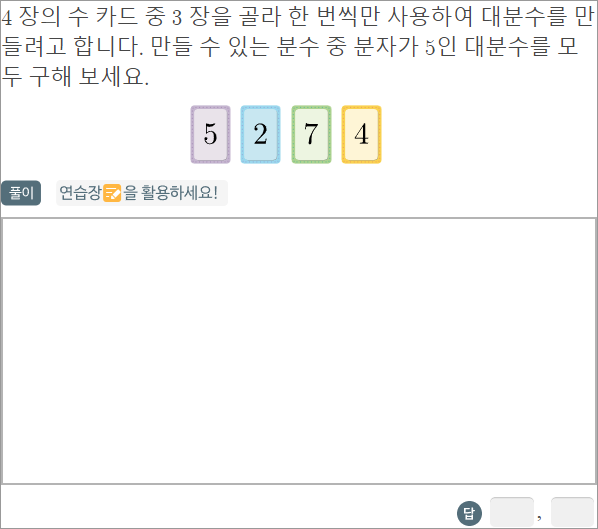 4 장의 수 카드 중 3 장을 골라 한 번씩만 사용하여 대분수를 만
들려고 합니다. 만들 수 있는 분수 중 분자가 5인 대분수를 모
두 구해 보세요.
5 2 7 4
풀이 연습장을 활용하세요!
답 ,